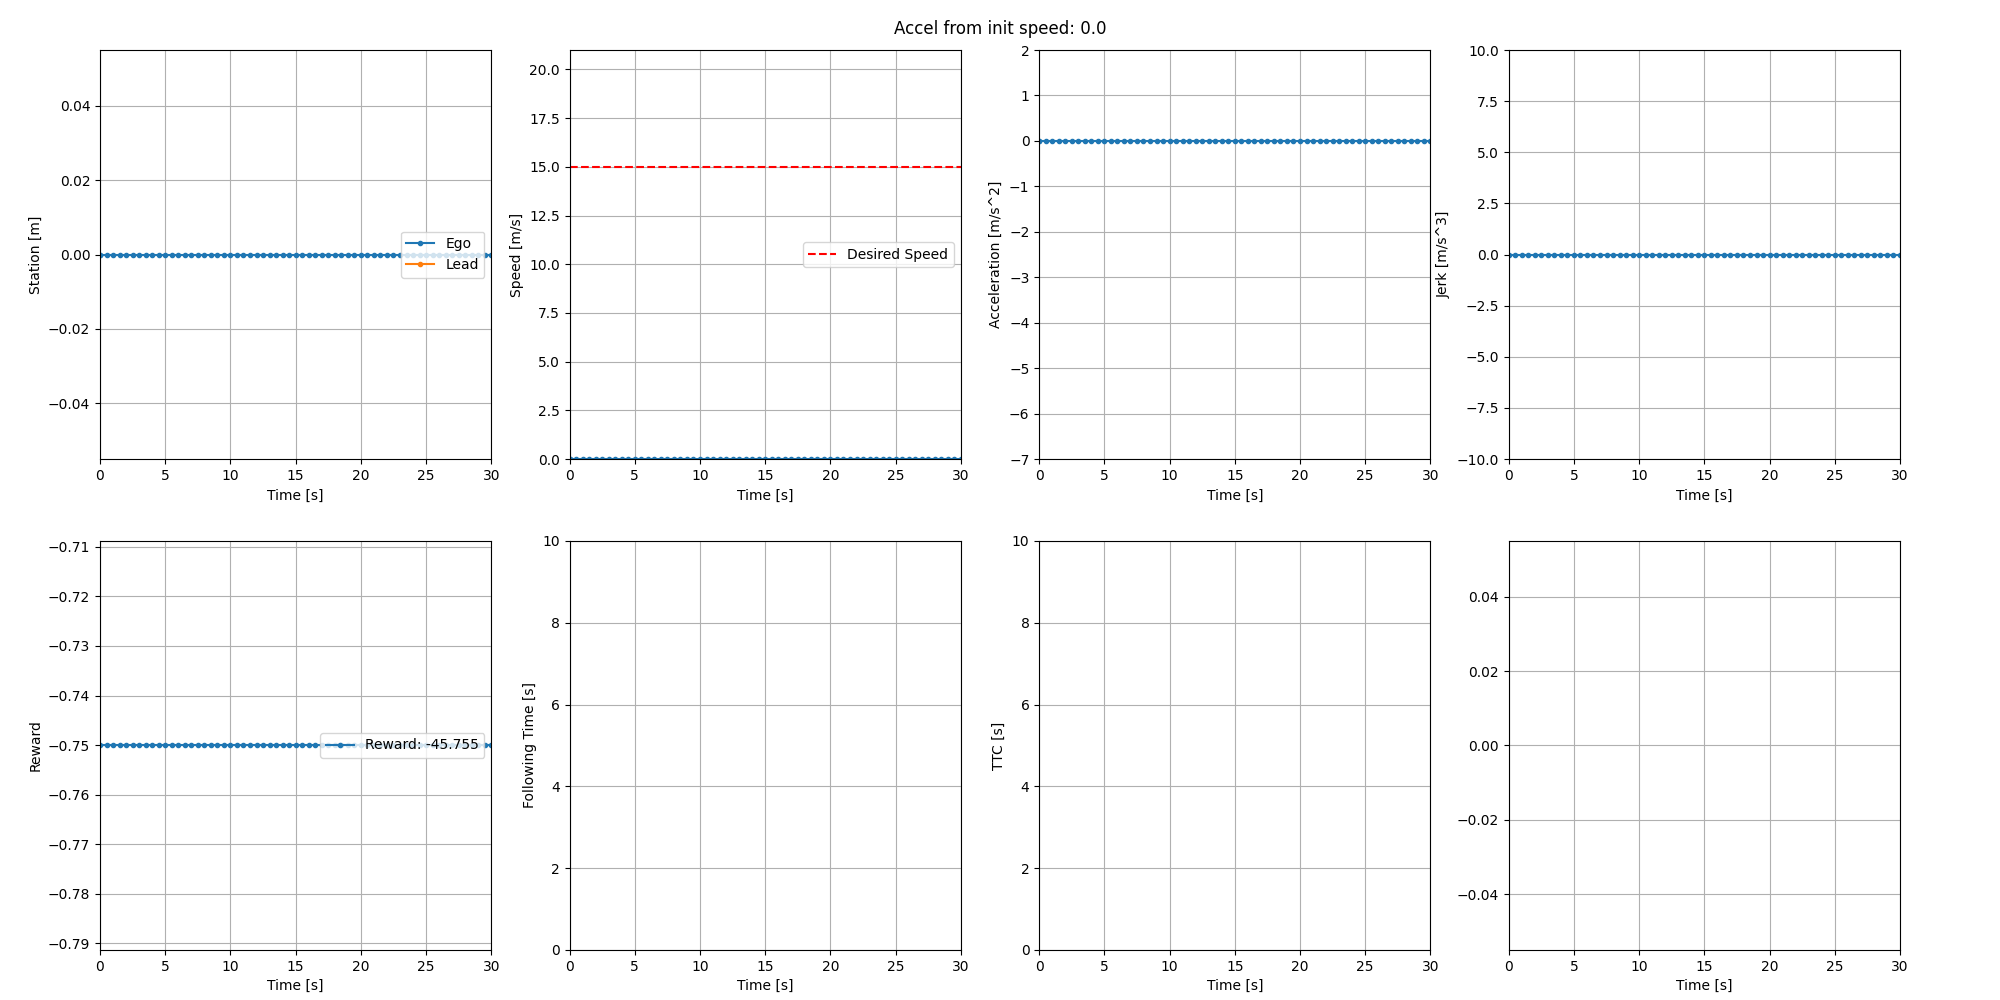 Accel from init speed: 0.0
Station [m]
0.04
0.02
0.00
−0.02
−0.04
0 5 10 15 20 25 30
Time [s]
Ego
Lead
Speed [m/s]
20.0
17.5
15.0
12.5
10.0
7.5
5.0
2.5
0.0
0 5 10 15 20 25 30
Time [s]
Desired Speed
Acceleration [m/s^2]
2
1
0
−1
−2
−3
−4
−5
−6
−7
0 5 10 15 20 25 30
Time [s]
Jerk [m/s^3]
10.0
7.5
5.0
2.5
0.0
−2.5
−5.0
−7.5
−10.0
0 5 10 15 20 25 30
Time [s]
Reward
−0.71
−0.72
−0.73
−0.74
−0.75
−0.76
−0.77
−0.78
−0.79
0 5 10 15 20 25 30
Time [s]
Reward: -45.755
Following Time [s]
10
8
6
4
2
0
0 5 10 15 20 25 30
Time [s]
TTC [s]
10
8
6
4
2
0
0 5 10 15 20 25 30
Time [s]
0.04
0.02
0.00
−0.02
−0.04
0 5 10 15 20 25 30
Time [s]